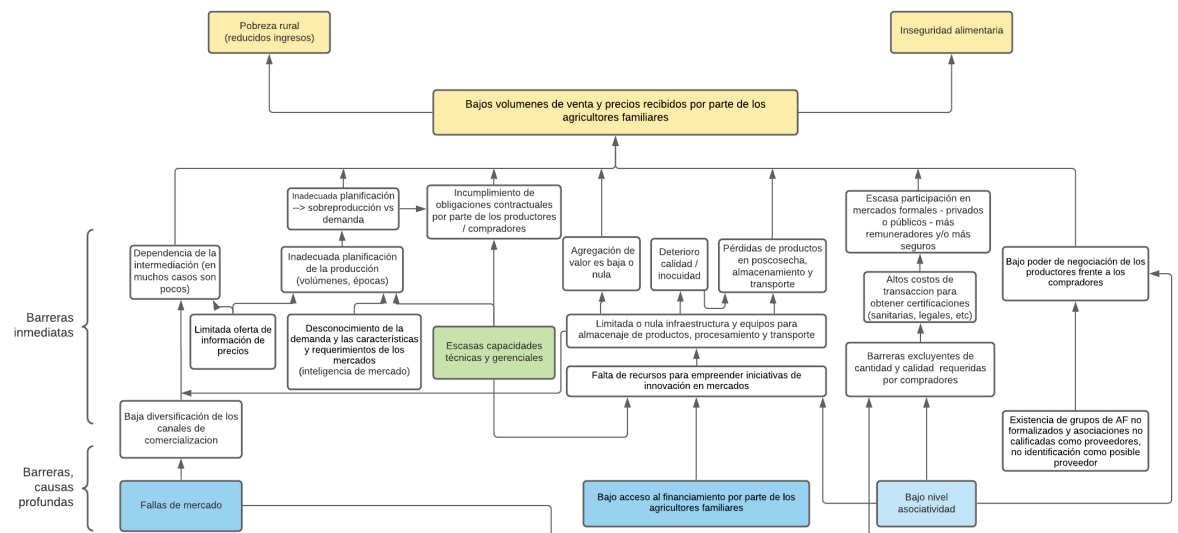 Pobreza rural
(reducidos ingresos)
Inseguridad alimentaria
Bajos volumenes de venta y precios recibidos por parte de los
agricultores familiares
Inadecuada planificación
--> sobreproducción vs
demanda
Incumplimiento de
obligaciones contractuales
por parte de los productores
/ compradores
Escasa participación en
mercados formales - privados
o públicos - más
remuneradores y/o más
seguros
Dependencia de la
intermediación (en
muchos casos son
pocos)
Inadecuada planificación
de la producción
(volúmenes, épocas)
Agregación de
valor es baja o
nula
Deterioro
calidad /
inocuidad
Pérdidas de productos
en poscosecha,
almacenamiento y
transporte
Bajo poder de negociación de los
productores frente a los
compradores
Altos costos de
transaccion para
obtener certificaciones
(sanitarias, legales, etc)
Barreras
inmediatas
Limitada oferta de
información de
precios
Desconocimiento de la
demanda y las características
y requerimientos de los
mercados
(inteligencia de mercado)
Escasas capacidades
técnicas y gerenciales
Limitada o nula infraestructura y equipos para
almacenaje de productos, procesamiento y transporte
Barreras excluyentes de
cantidad y calidad requeridas
por compradores
Falta de recursos para empreender iniciativas de
innovación en mercados
Baja diversificación de los
canales de
comercializacion
Existencia de grupos de AF no
formalizados y asociaciones no
calificadas como proveedores,
no identificación como posible
proveedor
Barreras,
causas
profundas
Fallas de mercado
Bajo acceso al financiamiento por parte de los
agricultores familiares
Bajo nivel
asociatividad